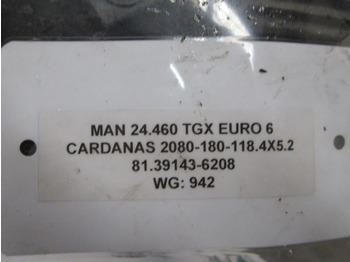 MAN 24.460 TGX EURO 6
CARDANAS 2080-180-118.4X5.2
81.39143-6208
WG: 942